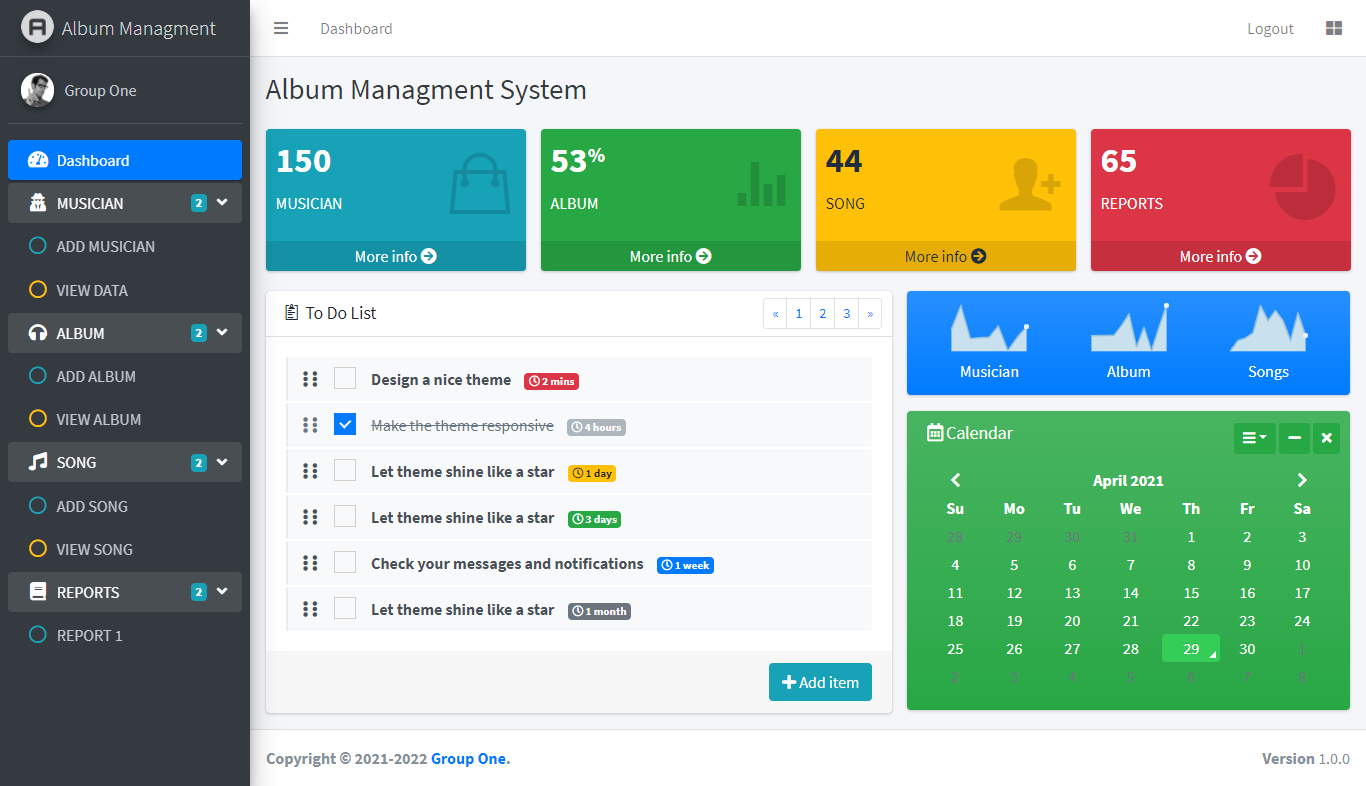 Album Managment
Group One
Dashboard
MUSICIAN 2
ADD MUSICIAN
VIEW DATA
ALBUM 2
ADD ALBUM
VIEW ALBUM
SONG 2
ADD SONG
VIEW SONG
REPORTS 2
REPORT 1
Dashboard
Logout
Album Managment System
150
MUSICIAN
More info
53%
ALBUM
More info
44
SONG
More info
65
REPORTS
More info
To Do List
« 1 2 3 »
Design a nice theme 2 mins
Make the theme responsive 4 hours
Let theme shine like a star 1 day
Let theme shine like a star 3 days
Check your messages and notifications 1 week
Let theme shine like a star 1 month
Add item
Musician Album Songs
Calendar
April 2021
Su Mo Tu We Th Fr Sa
28 29 30 31 1 2 3
4 5 6 7 8 9 10
11 12 13 14 15 16 17
18 19 20 21 22 23 24
25 26 27 28 29 30 1
2 3 4 5 6 7 8
Copyright © 2021-2022 Group One.
Version 1.0.0